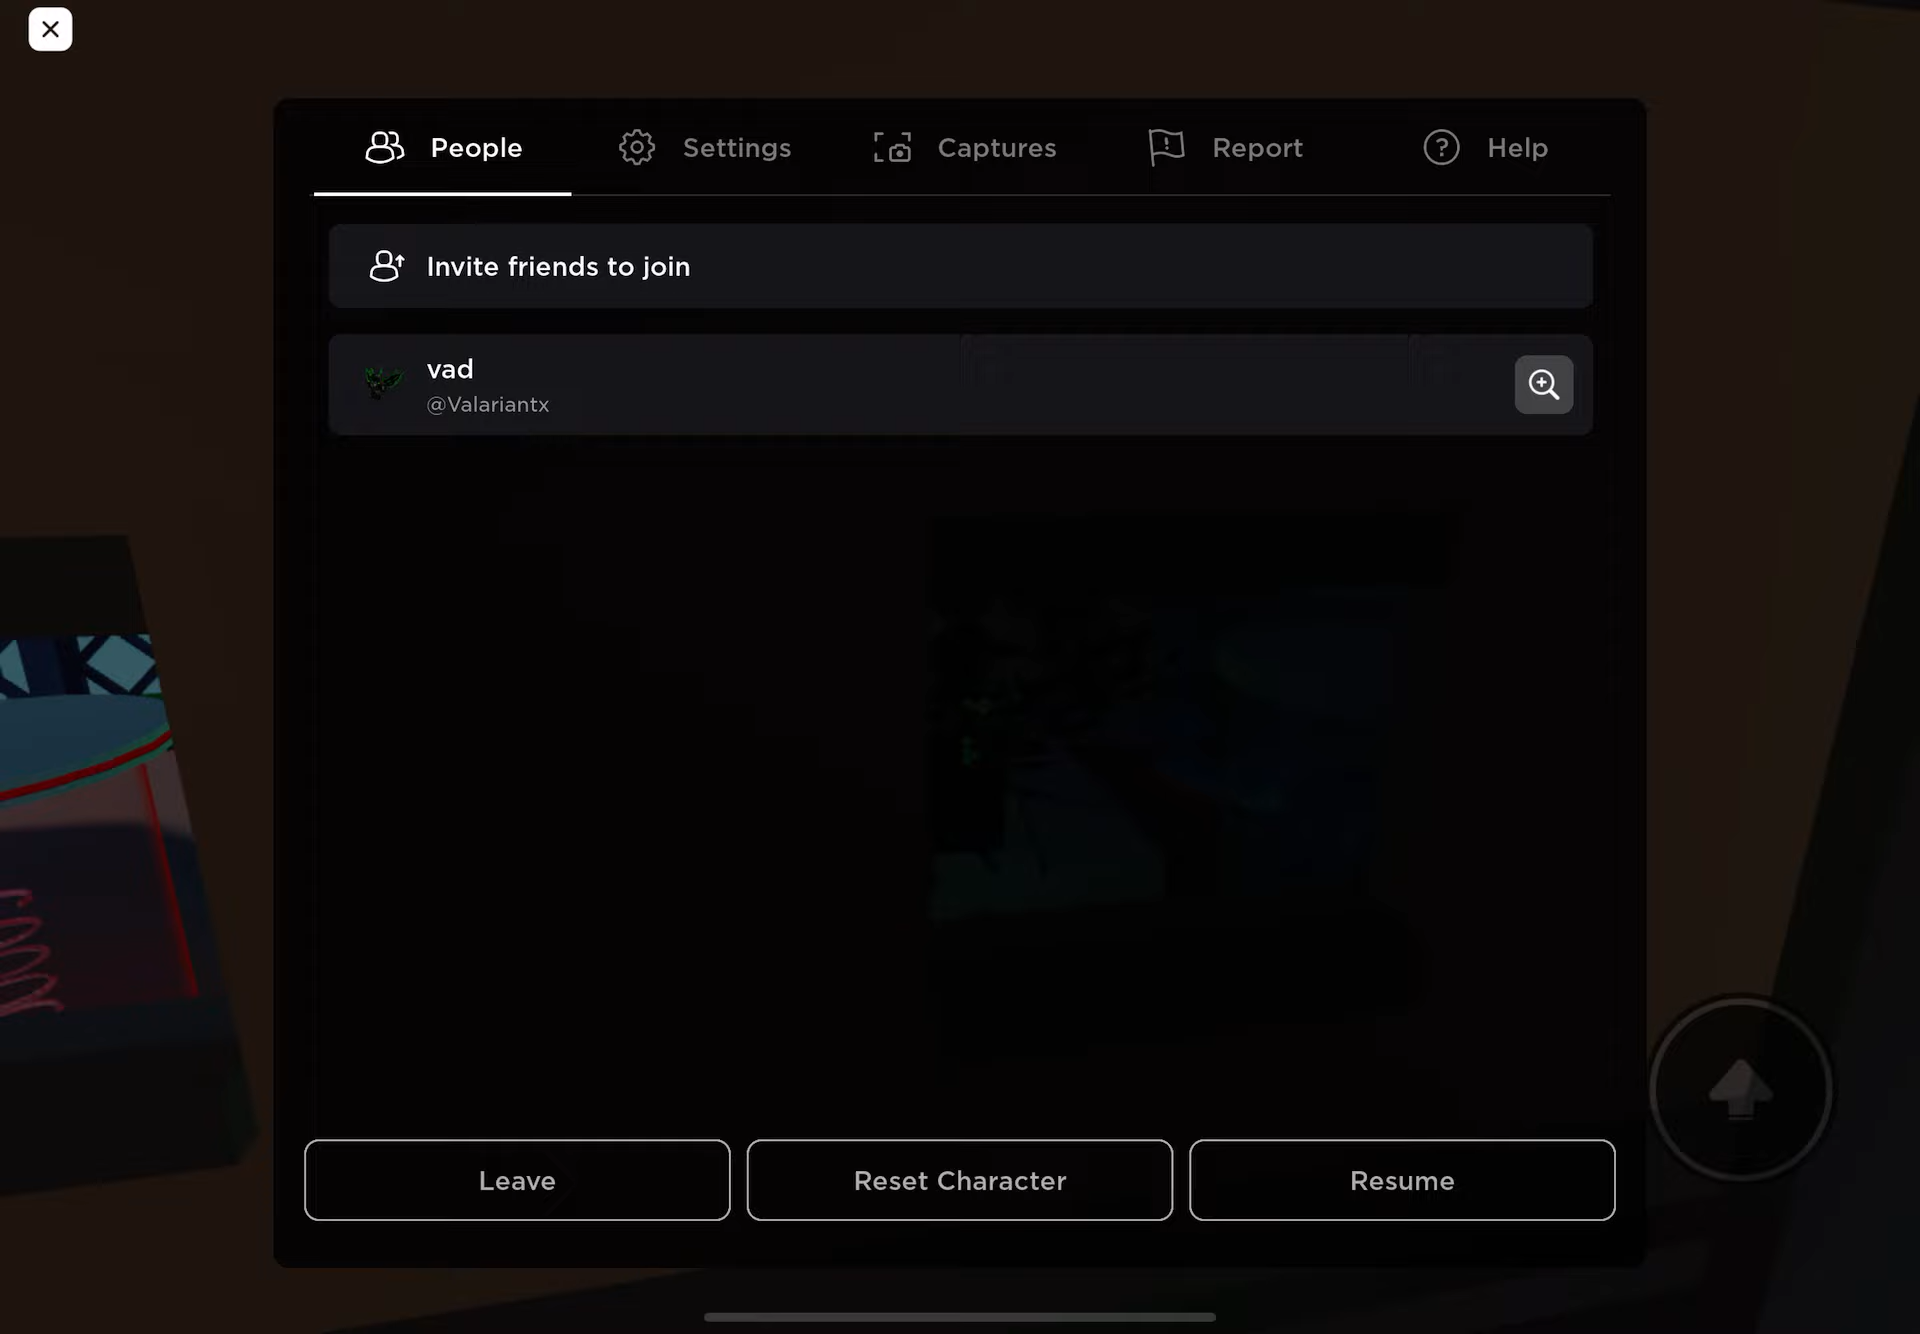 People
Settings
Captures
Report
Help
Invite friends to join
vad
@Valariantx
Leave
Reset Character
Resume